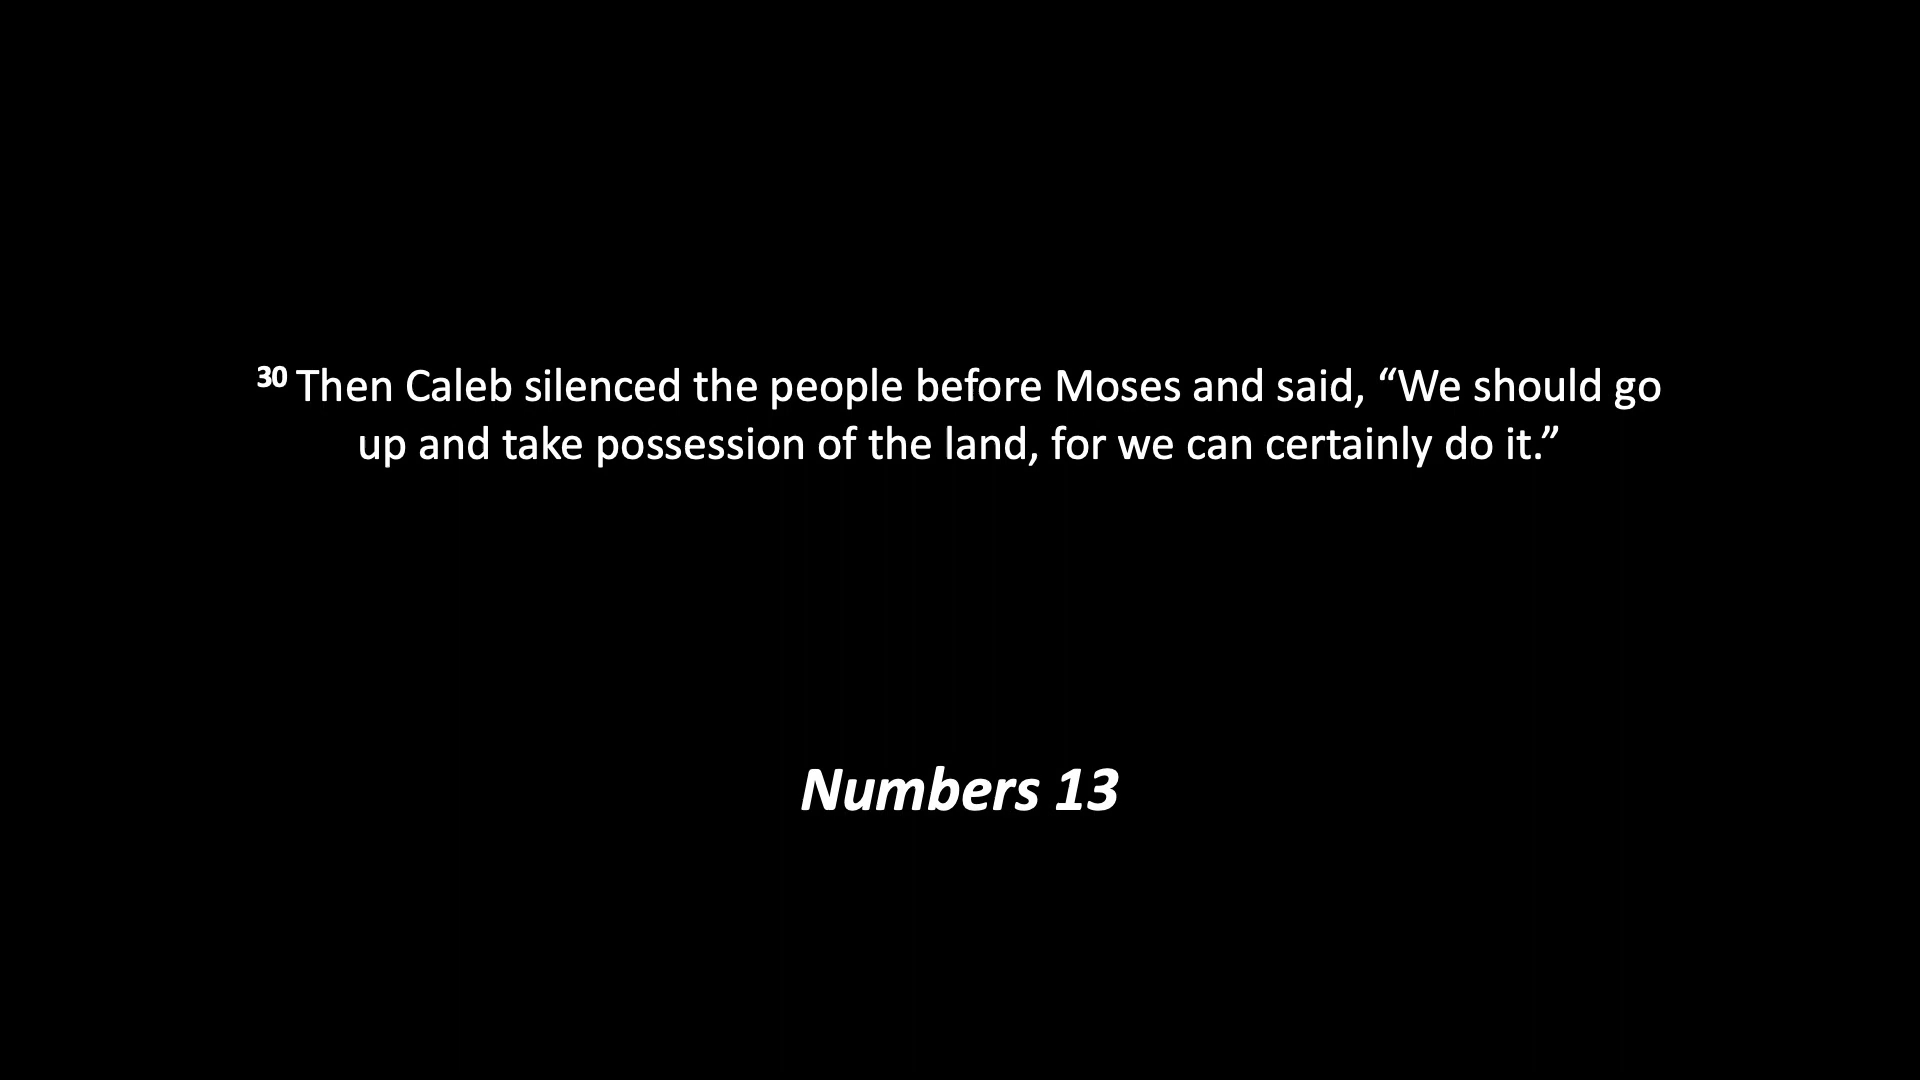 30 Then Caleb silenced the people before Moses and said, “We should go
up and take possession of the land, for we can certainly do it.”
Numbers 13